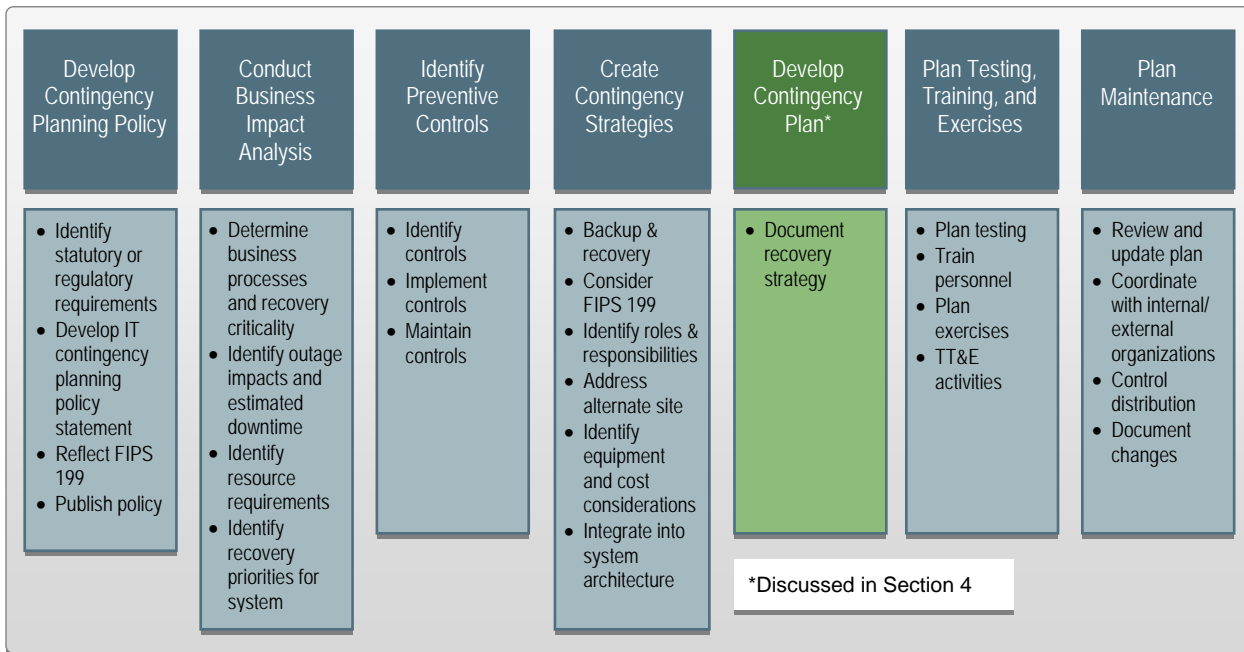 Develop
Contingency
Planning Policy
Conduct
Business
Impact
Analysis
Identify
Preventive
Controls
Create
Contingency
Strategies
Develop
Contingency
Plan*
Plan Testing,
Training, and
Exercises
Plan
Maintenance
• Identify
statutory or
regulatory
requirements
• Develop IT
contingency
planning
policy
statement
• Reflect FIPS
199
• Publish policy
• Determine
business
processes
and recovery
criticality
• Identify outage
impacts and
estimated
downtime
• Identify
resource
requirements
• Identify
recovery
priorities for
system
• Identify
controls
• Implement
controls
• Maintain
controls
• Backup &
recovery
• Consider
FIPS 199
• Identify roles &
responsibilities
• Address
alternate site
• Identify
equipment
and cost
considerations
• Integrate into
system
architecture
• Document
recovery
strategy
• Plan testing
• Train
personnel
• Plan
exercises
• TT&E
activities
• Review and
update plan
• Coordinate
with internal/
external
organizations
• Control
distribution
• Document
changes
*Discussed in Section 4